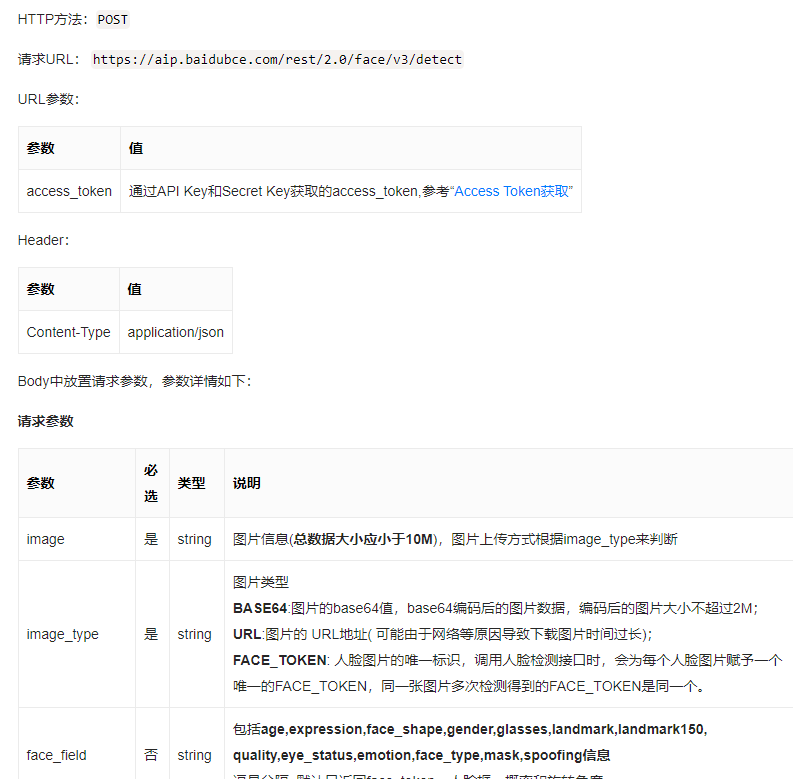 HTTP方法：POST
请求URL： https://aip.baidubce.com/rest/2.0/face/v3/detect
URL参数：
参数 值
access_token 通过API Key和Secret Key获取的access_token,参考“Access Token获取”
Header：
参数 值
Content-Type application/json
Body中放置请求参数，参数详情如下：
请求参数
参数 必选 类型 说明
image 是 string 图片信息(总数据大小应小于10M)，图片上传方式根据image_type来判断
image_type 是 string 图片类型
BASE64:图片的base64值，base64编码后的图片数据，编码后的图片大小不超过2M；
URL:图片的 URL地址( 可能由于网络等原因导致下载图片时间过长)；
FACE_TOKEN: 人脸图片的唯一标识，调用人脸检测接口时，会为每个人脸图片赋予一个
唯一的FACE_TOKEN，同一张图片多次检测得到的FACE_TOKEN是同一个。
face_field 否 string 包括age,expression,face_shape,gender,glasses,landmark,landmark150,
quality,eye_status,emotion,face_type,mask,spoofing信息